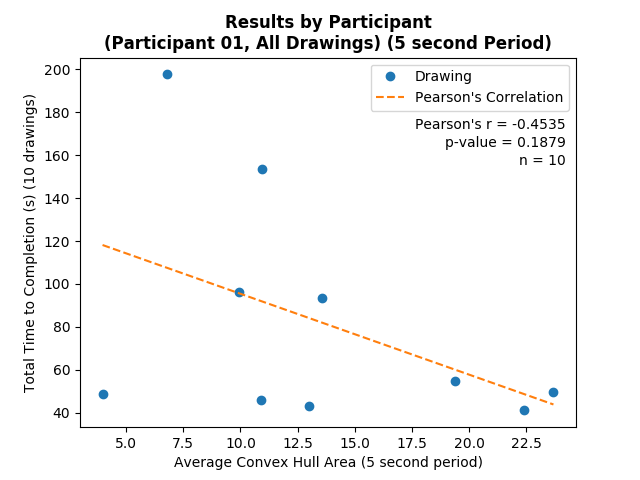 Results by Participant
(Participant 01, All Drawings) (5 second Period)
Drawing
Pearson's Correlation
Pearson's r = -0.4535
p-value = 0.1879
n = 10
Total Time to Completion (s) (10 drawings)
200
180
160
140
120
100
80
60
40
5.0 7.5 10.0 12.5 15.0 17.5 20.0 22.5
Average Convex Hull Area (5 second period)